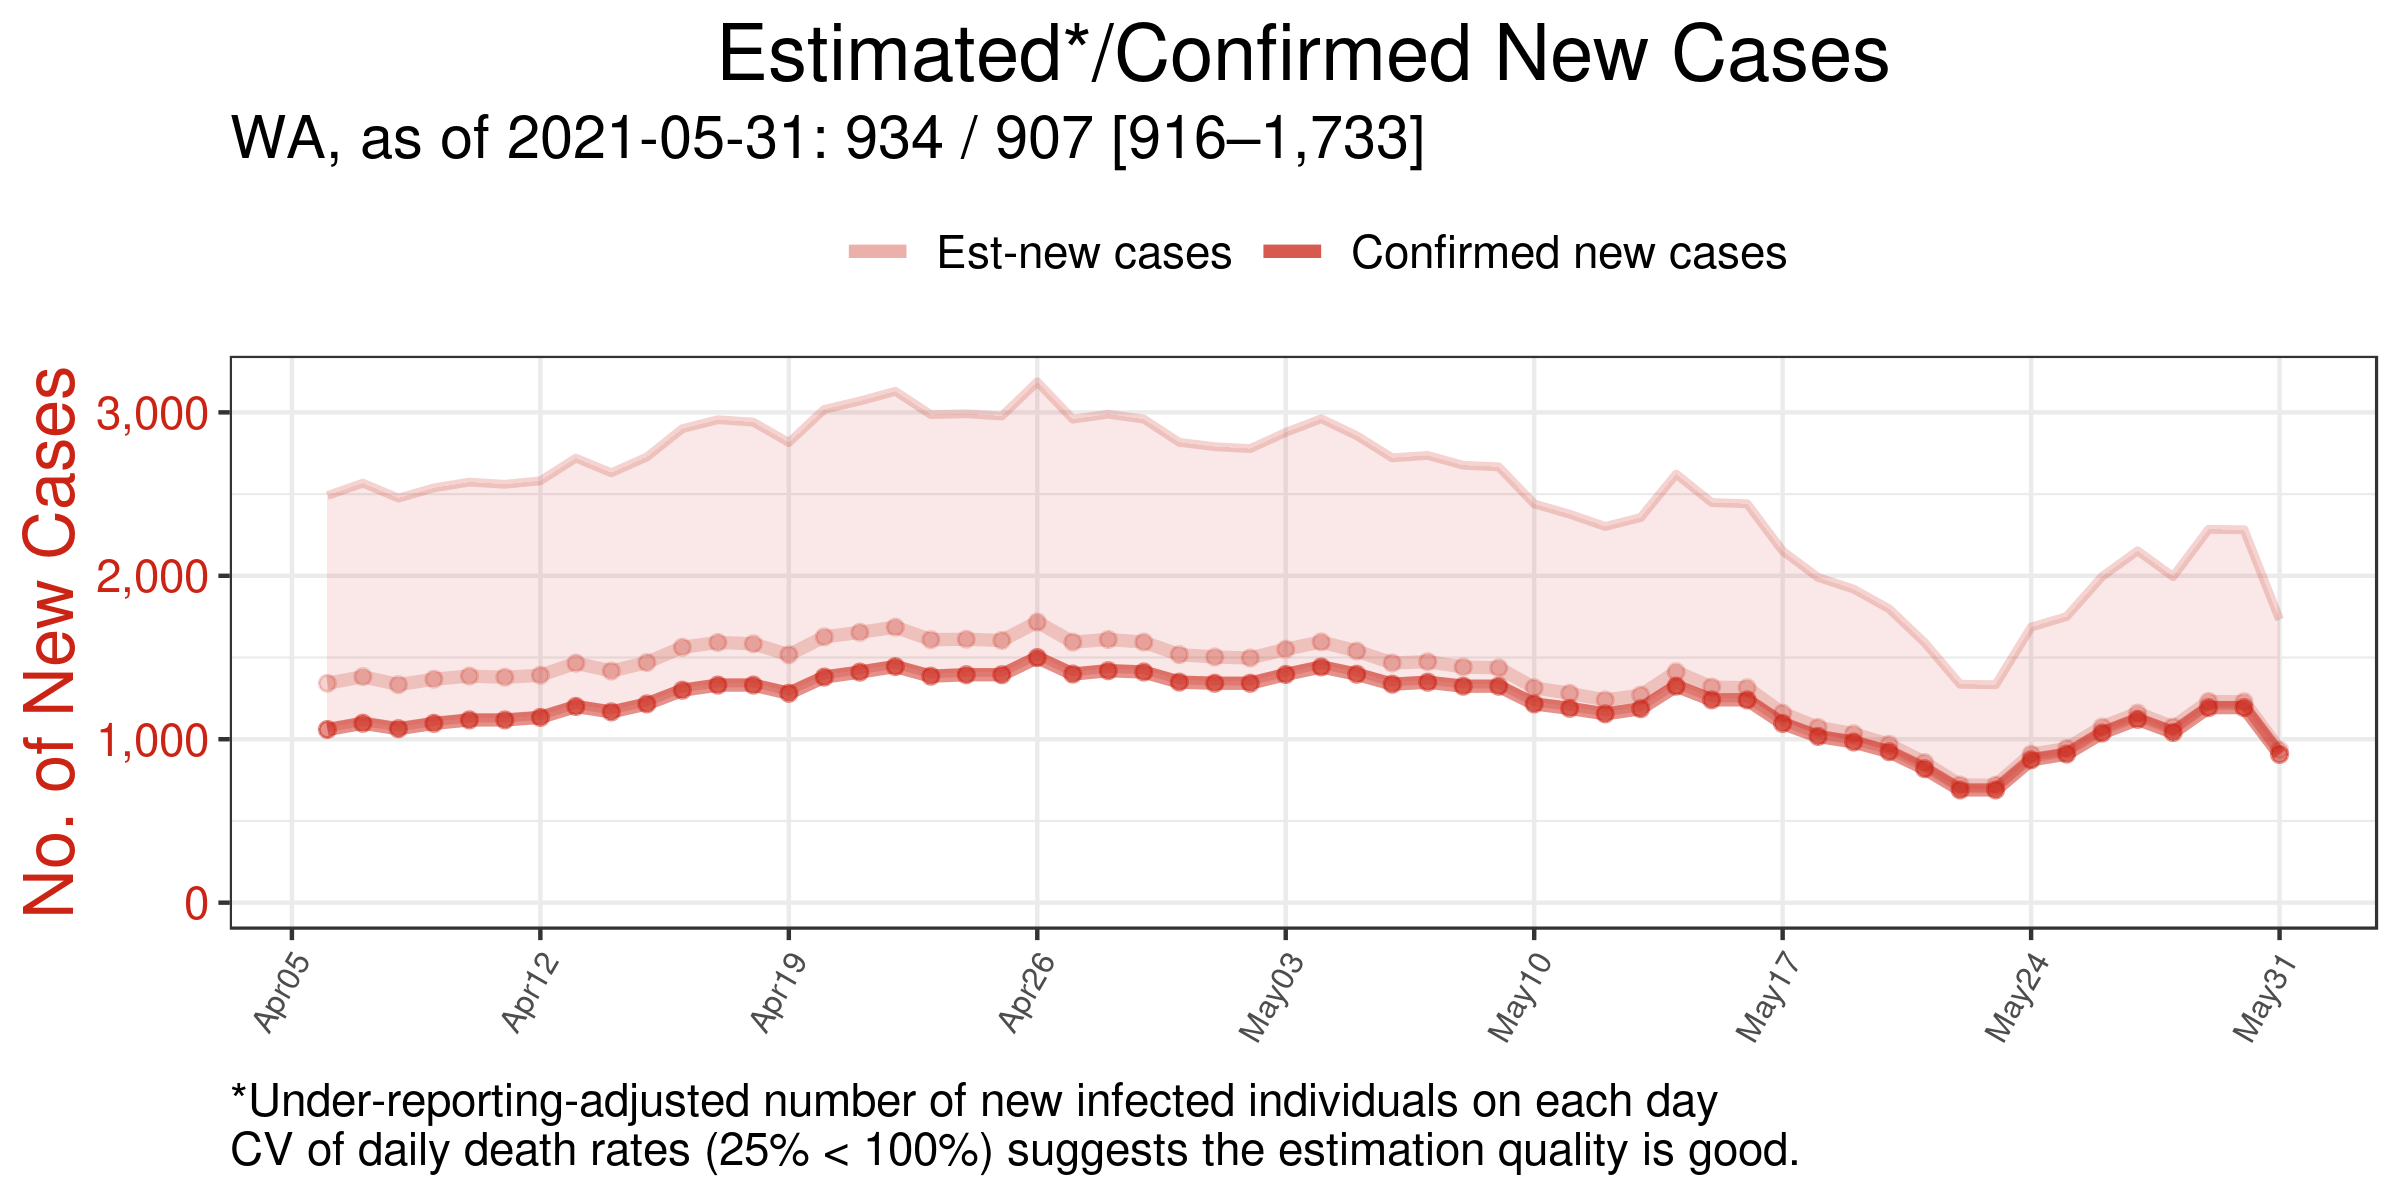 Estimated*/Confirmed New Cases
WA, as of 2021-05-31: 934 / 907 [916–1,733]
Est-new cases
Confirmed new cases
No. of New Cases
3,000
2,000
1,000
0
Apr05
Apr12
Apr19
Apr26
May03
May10
May17
May24
May31
*Under-reporting-adjusted number of new infected individuals on each day
CV of daily death rates (25% < 100%) suggests the estimation quality is good.